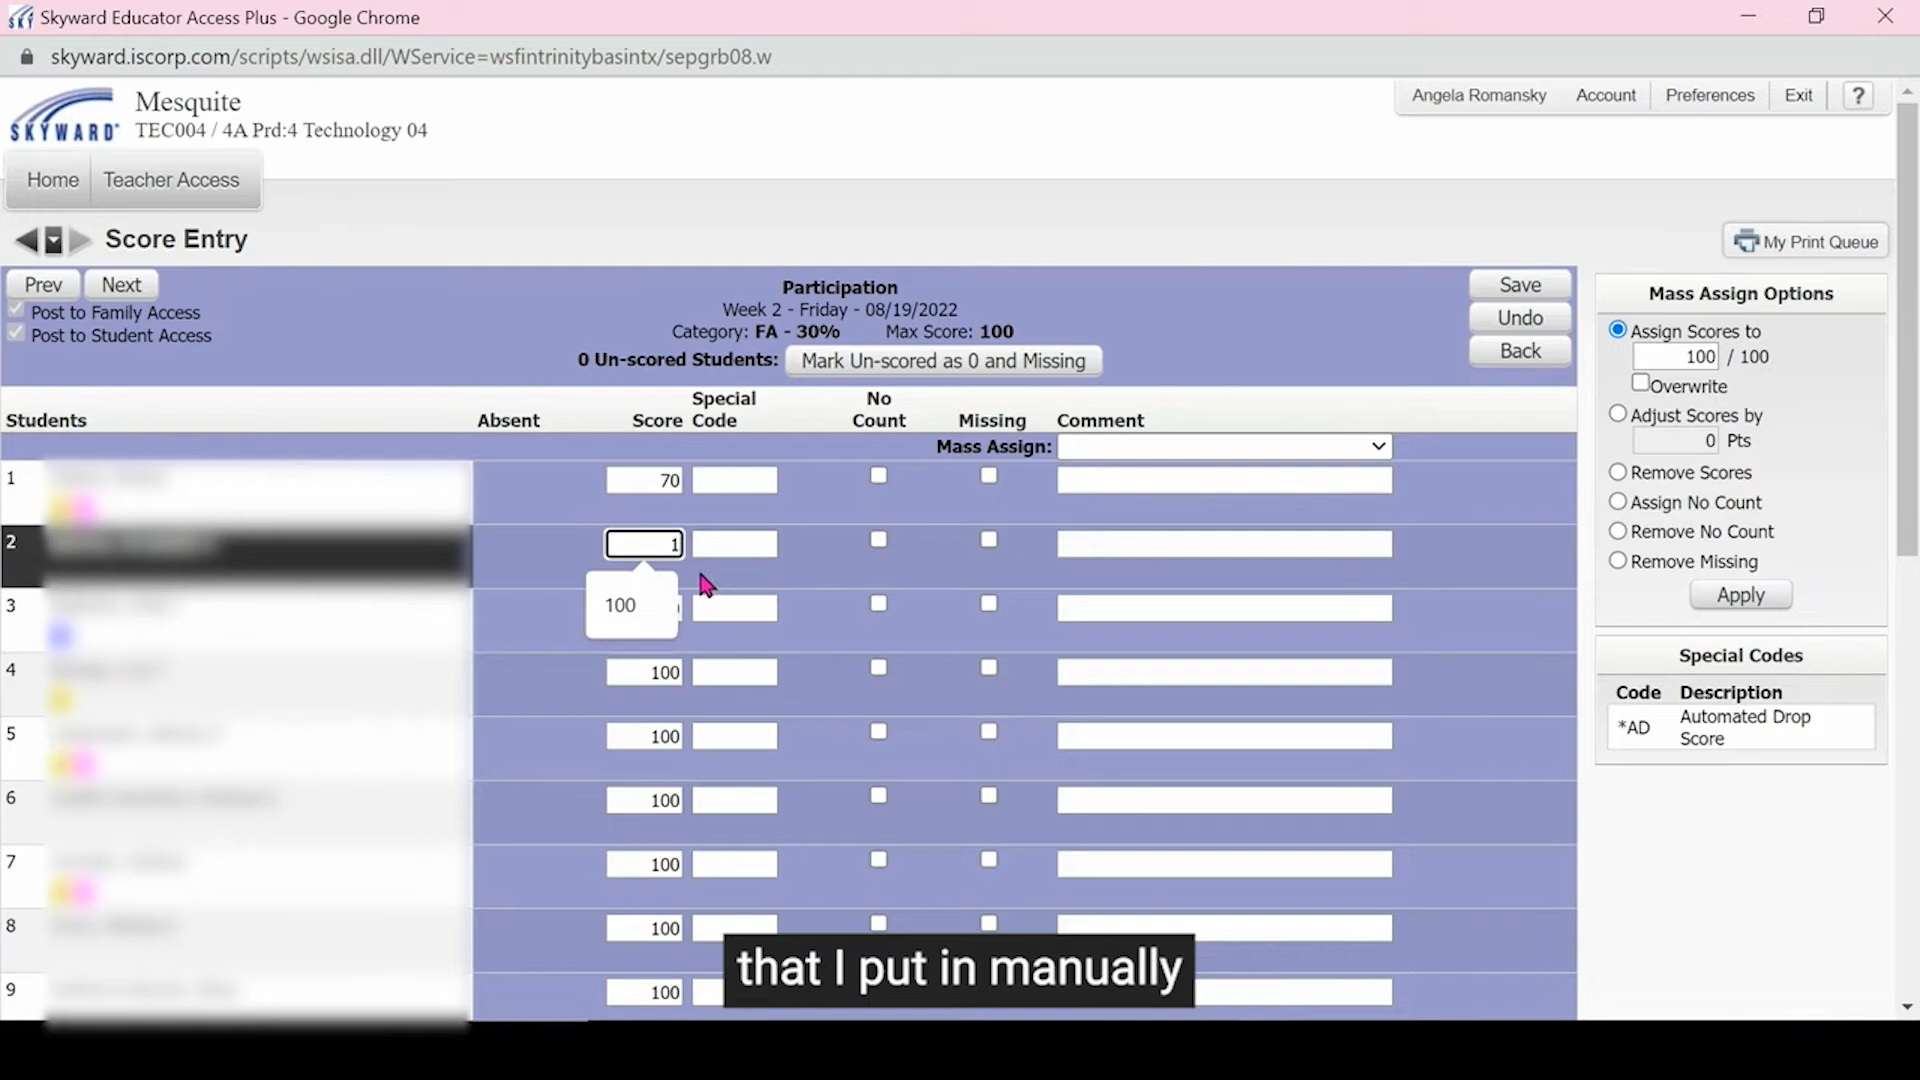 Skyward Educator Access Plus - Google Chrome
skyward.iscorp.com/scripts/wsisa.dll/WService=wsfintrinitybasintx/sepgrb08.w
SKYWARD
Mesquite
TEC004 / 4A Prd:4 Technology 04
Angela Romansky Account Preferences Exit ?
Home Teacher Access
Score Entry
My Print Queue
Prev Next
Post to Family Access
Post to Student Access
Participation
Week 2 - Friday - 08/19/2022
Category: FA - 30% Max Score: 100
0 Un-scored Students: Mark Un-scored as 0 and Missing
Save
Undo
Back
Students Absent Score Special Code No Count Missing Comment
Mass Assign:
1 70
2 1
100
3
4 100
5 100
6 100
7 100
8 100
9 100
Mass Assign Options
Assign Scores to
100 / 100
Overwrite
Adjust Scores by
0 Pts
Remove Scores
Assign No Count
Remove No Count
Remove Missing
Apply
Special Codes
Code Description
*AD Automated Drop
Score
that I put in manually